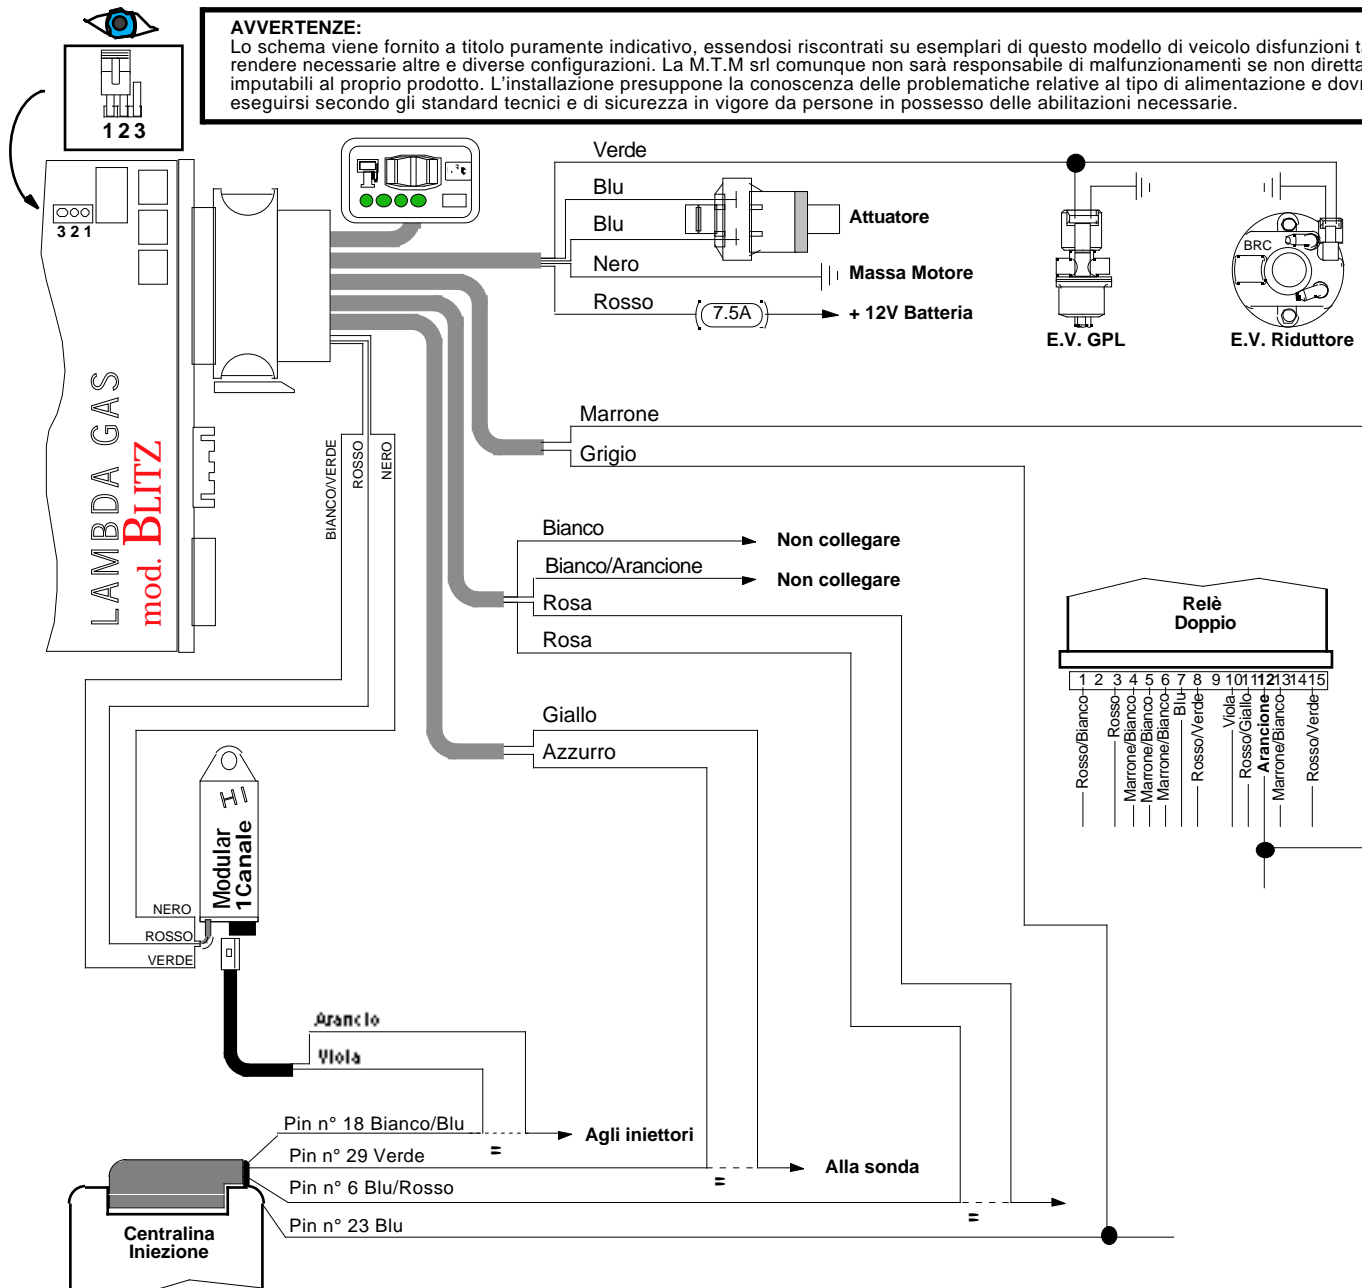 AVVERTENZE:
Lo schema viene fornito a titolo puramente indicativo, essendosi riscontrati su esemplari di questo modello di veicolo disfunzioni
rendere necessarie altre e diverse configurazioni. La M.T.M srl comunque non sarà responsabile di malfunzionamenti se non diretta
imputabili al proprio prodotto. L'installazione presuppone la conoscenza delle problematiche relative al tipo di alimentazione e dov
eseguirsi secondo gli standard tecnici e di sicurezza in vigore da persone in possesso delle abilitazioni necessarie.
1 2 3
3 2 1
Verde
Blu
Blu
Attuatore
Nero
Massa Motore
Rosso
7.5A
+ 12V Batteria
BRC
E.V. GPL
E.V. Riduttore
LAMBDA GAS
mod. BLITZ
BIANCO/VERDE
ROSSO
NERO
Marrone
Grigio
Bianco
Non collegare
Bianco/Arancione
Non collegare
Rosa
Rosa
Relè
Doppio
1 2 3 4 5 6 7 8 9 10 11 12 13 14 15
Rosso/Bianco
Rosso
Marrone/Bianco
Marrone/Bianco
Marrone/Bianco
Blu
Rosso/Verde
Viola
Rosso/Giallo
Arancione
Marrone/Bianco
Rosso/Verde
Giallo
Azzurro
HI
Modular
1Canale
NERO
ROSSO
VERDE
Arancio
Viola
Pin n° 18 Bianco/Blu
Agli iniettori
Pin n° 29 Verde
Alla sonda
Pin n° 6 Blu/Rosso
Pin n° 23 Blu
Centralina
Iniezione